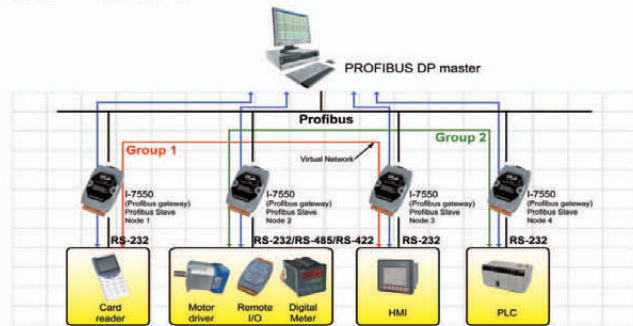 PROFIBUS DP master
Profibus
Group 1
Group 2
Virtual Network
I-7550
(Profibus gateway)
Profibus Slave
Node 1
I-7550
(Profibus gateway)
Profibus Slave
Node 2
I-7550
(Profibus gateway)
Profibus Slave
Node 3
I-7550
(Profibus gateway)
Profibus Slave
Node 4
RS-232
RS-232/RS-485/RS-422
RS-232
RS-232
Card
reader
Motor
driver
Remote
I/O
Digital
Meter
HMI
PLC